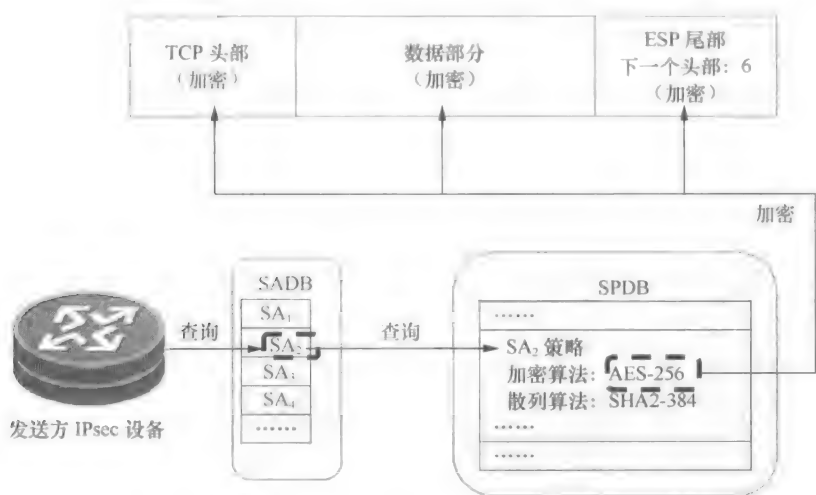 TCP 头部
（加密）
数据部分
（加密）
ESP 尾部
下一个头部：6
（加密）
加密
SADB
SA₁
SA₂
SA₃
SA₄
……
查询
查询
发送方 IPsec 设备
SPDB
……
SA₂ 策略
加密算法：AES-256
散列算法：SHA2-384
……
……